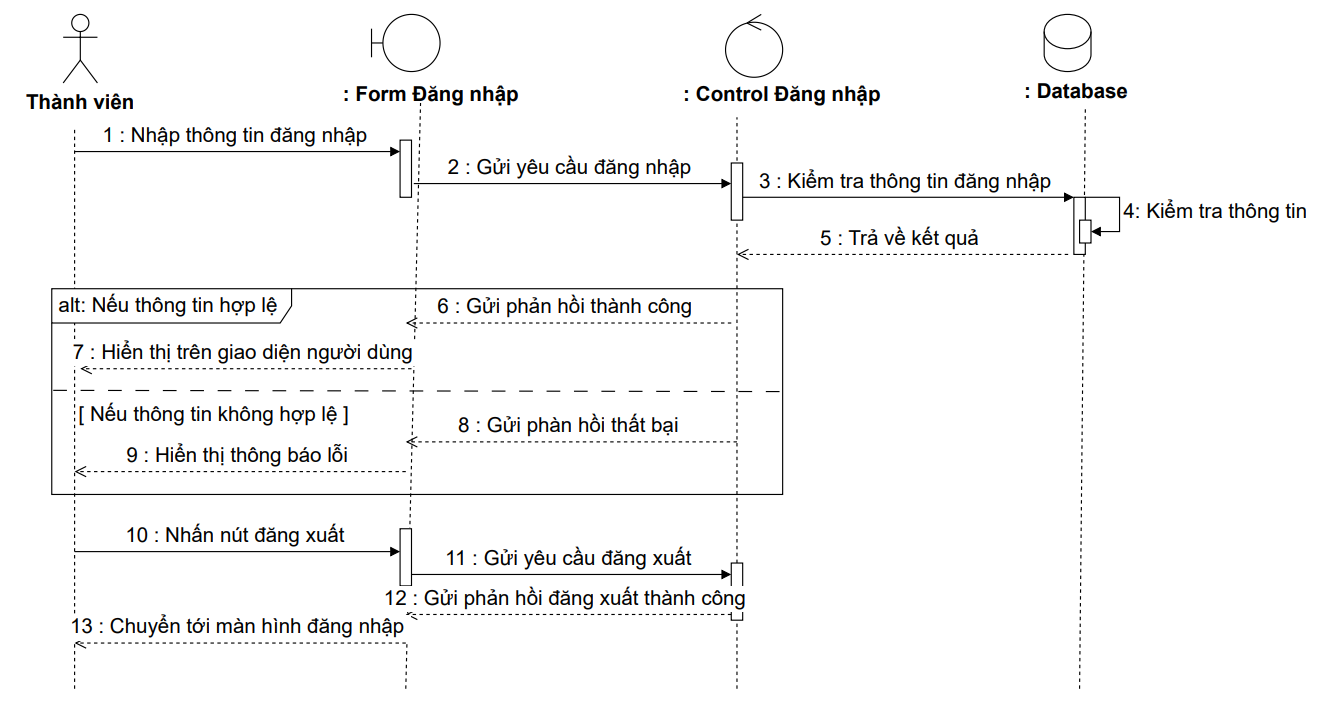 Thành viên
: Form Đăng nhập
: Control Đăng nhập
: Database
1 : Nhập thông tin đăng nhập
2 : Gửi yêu cầu đăng nhập
3 : Kiểm tra thông tin đăng nhập
4: Kiểm tra thông tin
5 : Trả về kết quả
alt: Nếu thông tin hợp lệ
6 : Gửi phản hồi thành công
7 : Hiển thị trên giao diện người dùng
[ Nếu thông tin không hợp lệ ]
8 : Gửi phàn hồi thất bại
9 : Hiển thị thông báo lỗi
10 : Nhấn nút đăng xuất
11 : Gửi yêu cầu đăng xuất
12 : Gửi phản hồi đăng xuất thành công
13 : Chuyển tới màn hình đăng nhập